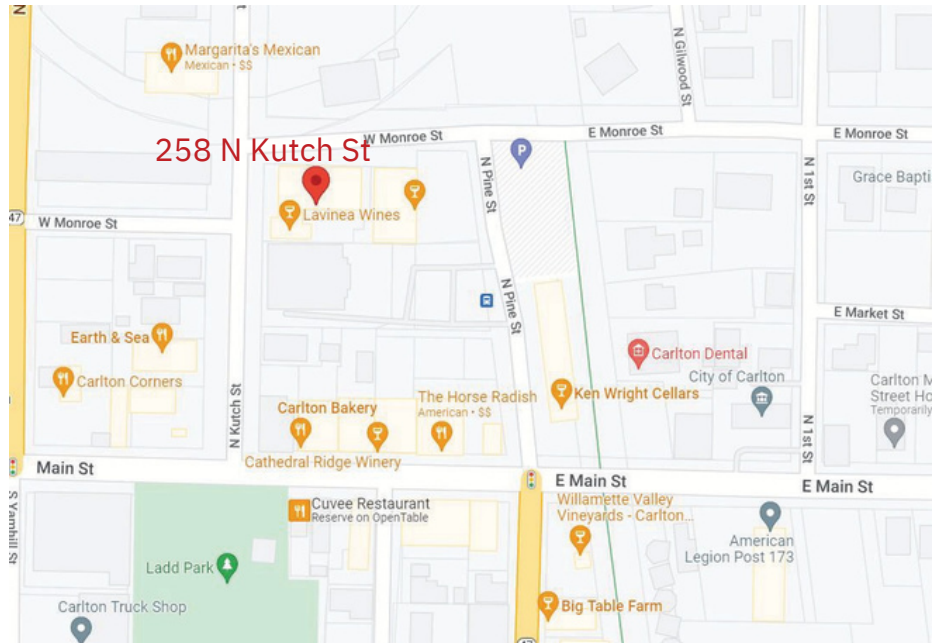 N
Margarita's Mexican
Mexican • $$
N Gilwood St
W Monroe St
E Monroe St
E Monroe St
258 N Kutch St
P
N Pine St
N 1st St
Grace Bapti
Lavinea Wines
47
W Monroe St
N Pine St
E Market St
Earth & Sea
Carlton Dental
Carlton Corners
City of Carlton
Carlton M
Street Ho
Temporarily
The Horse Radish
American • $$
Ken Wright Cellars
N Kutch St
Carlton Bakery
N 1st St
Cathedral Ridge Winery
Main St
E Main St
E Main St
S Yamhill St
Cuvee Restaurant
Reserve on OpenTable
Willamette Valley
Vineyards - Carlton...
American
Legion Post 173
Ladd Park
Carlton Truck Shop
Big Table Farm
47